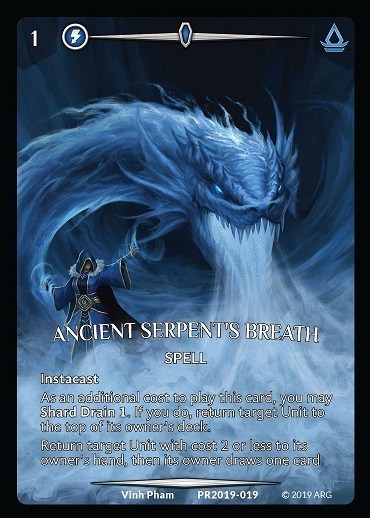 1
ANCIENT SERPENT'S BREATH
SPELL
Instacast
As an additional cost to play this card, you may
Shard Drain 1. If you do, return target Unit to
the top of its owner's deck.
Return target Unit with cost 2 or less to its
owner's hand, then its owner draws one card.
Vinh Pham PR2019-019 © 2019 ARG